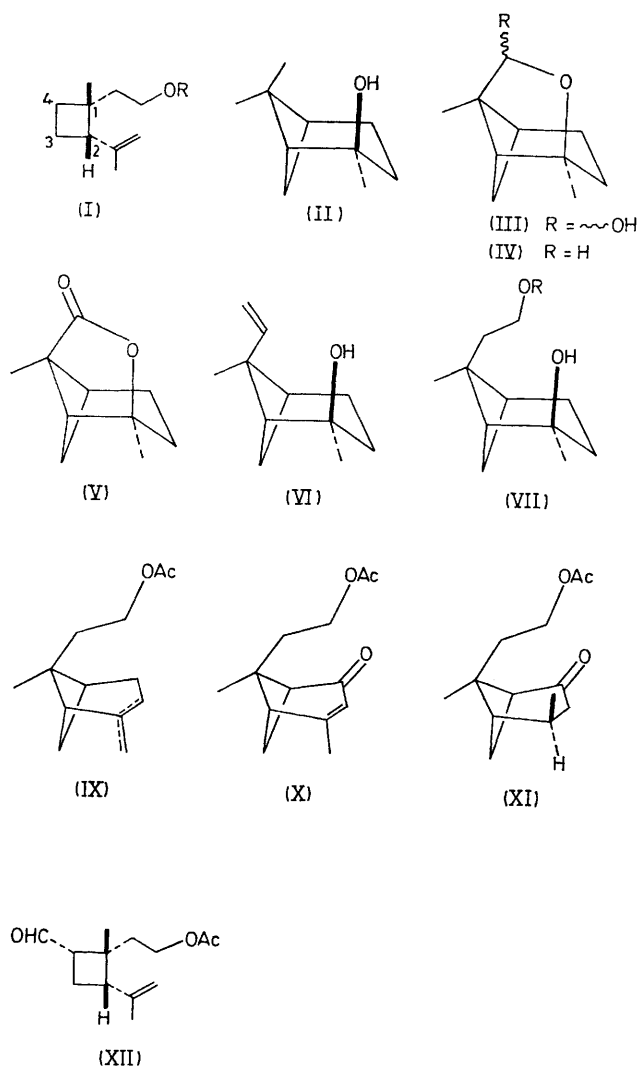 4
1
OR
3
2
H
(I)
OH
(II)
R
O
(III) R = OH
(IV) R = H
O
O
(V)
OH
(VI)
OR
OH
(VII)
OAc
(IX)
OAc
O
(X)
OAc
O
H
(XI)
OHC
OAc
H
(XII)